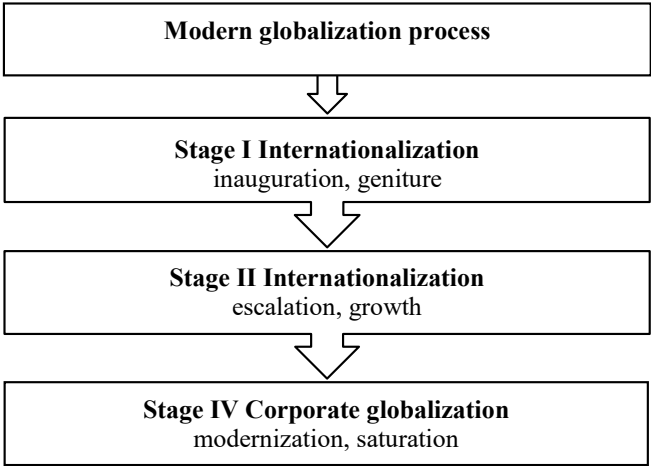 Modern globalization process
Stage I Internationalization
inauguration, geniture
Stage II Internationalization
escalation, growth
Stage IV Corporate globalization
modernization, saturation